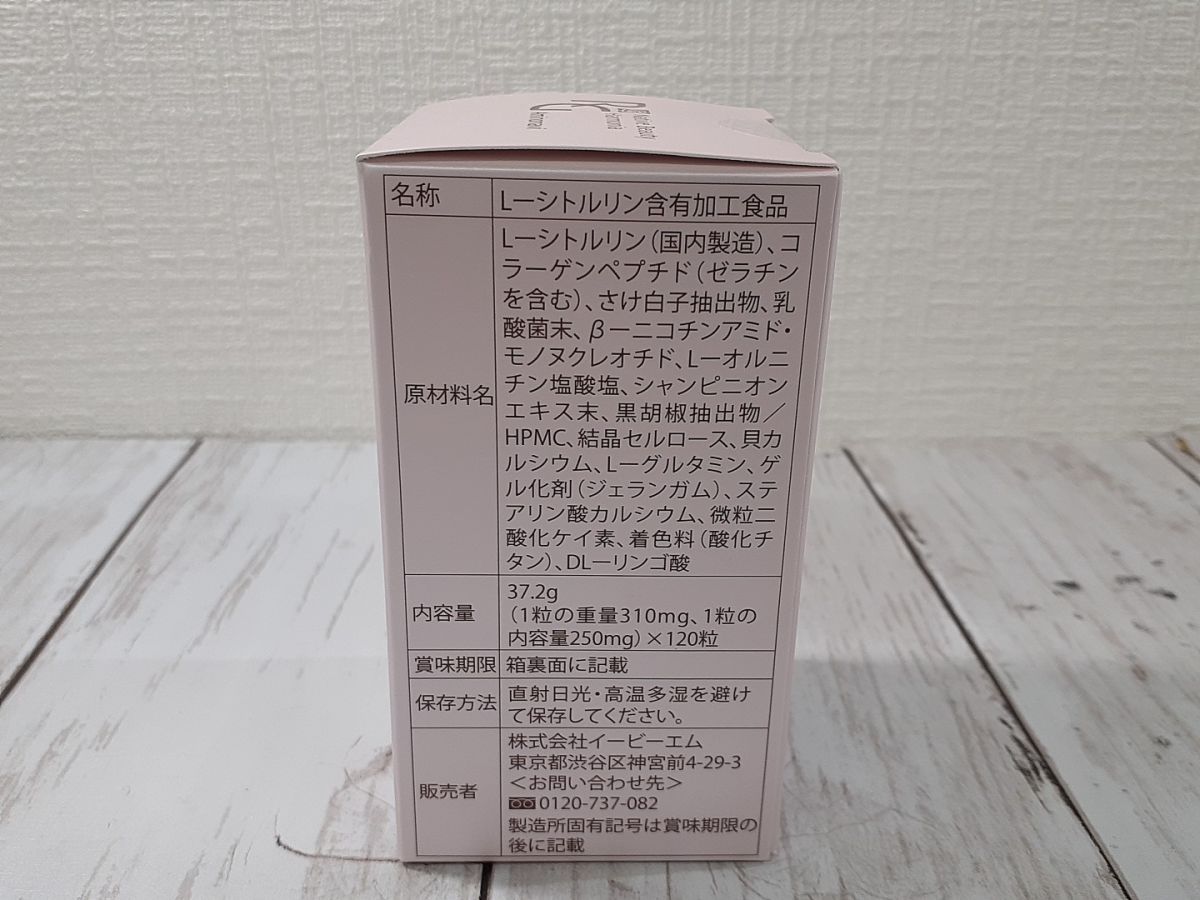 名称
L－シトルリン含有加工食品
原材料名
L－シトルリン（国内製造）、コ
ラーゲンペプチド（ゼラチン
を含む）、さけ白子抽出物、乳
酸菌末、β－ニコチンアミド・
モノヌクレオチド、L－オルニ
チン塩酸塩、シャンピニオン
エキス末、黒胡椒抽出物／
HPMC、結晶セルロース、貝カ
ルシウム、L－グルタミン、ゲ
ル化剤（ジェランガム）、ステ
アリン酸カルシウム、微粒二
酸化ケイ素、着色料（酸化チ
タン）、DL－リンゴ酸
内容量
37.2g
（1粒の重量310mg、1粒の
内容量250mg）×120粒
賞味期限
箱裏面に記載
保存方法
直射日光・高温多湿を避け
て保存してください。
販売者
株式会社イービーエム
東京都渋谷区神宮前4-29-3
＜お問い合わせ先＞
0120-737-082
製造所固有記号は賞味期限の
後に記載